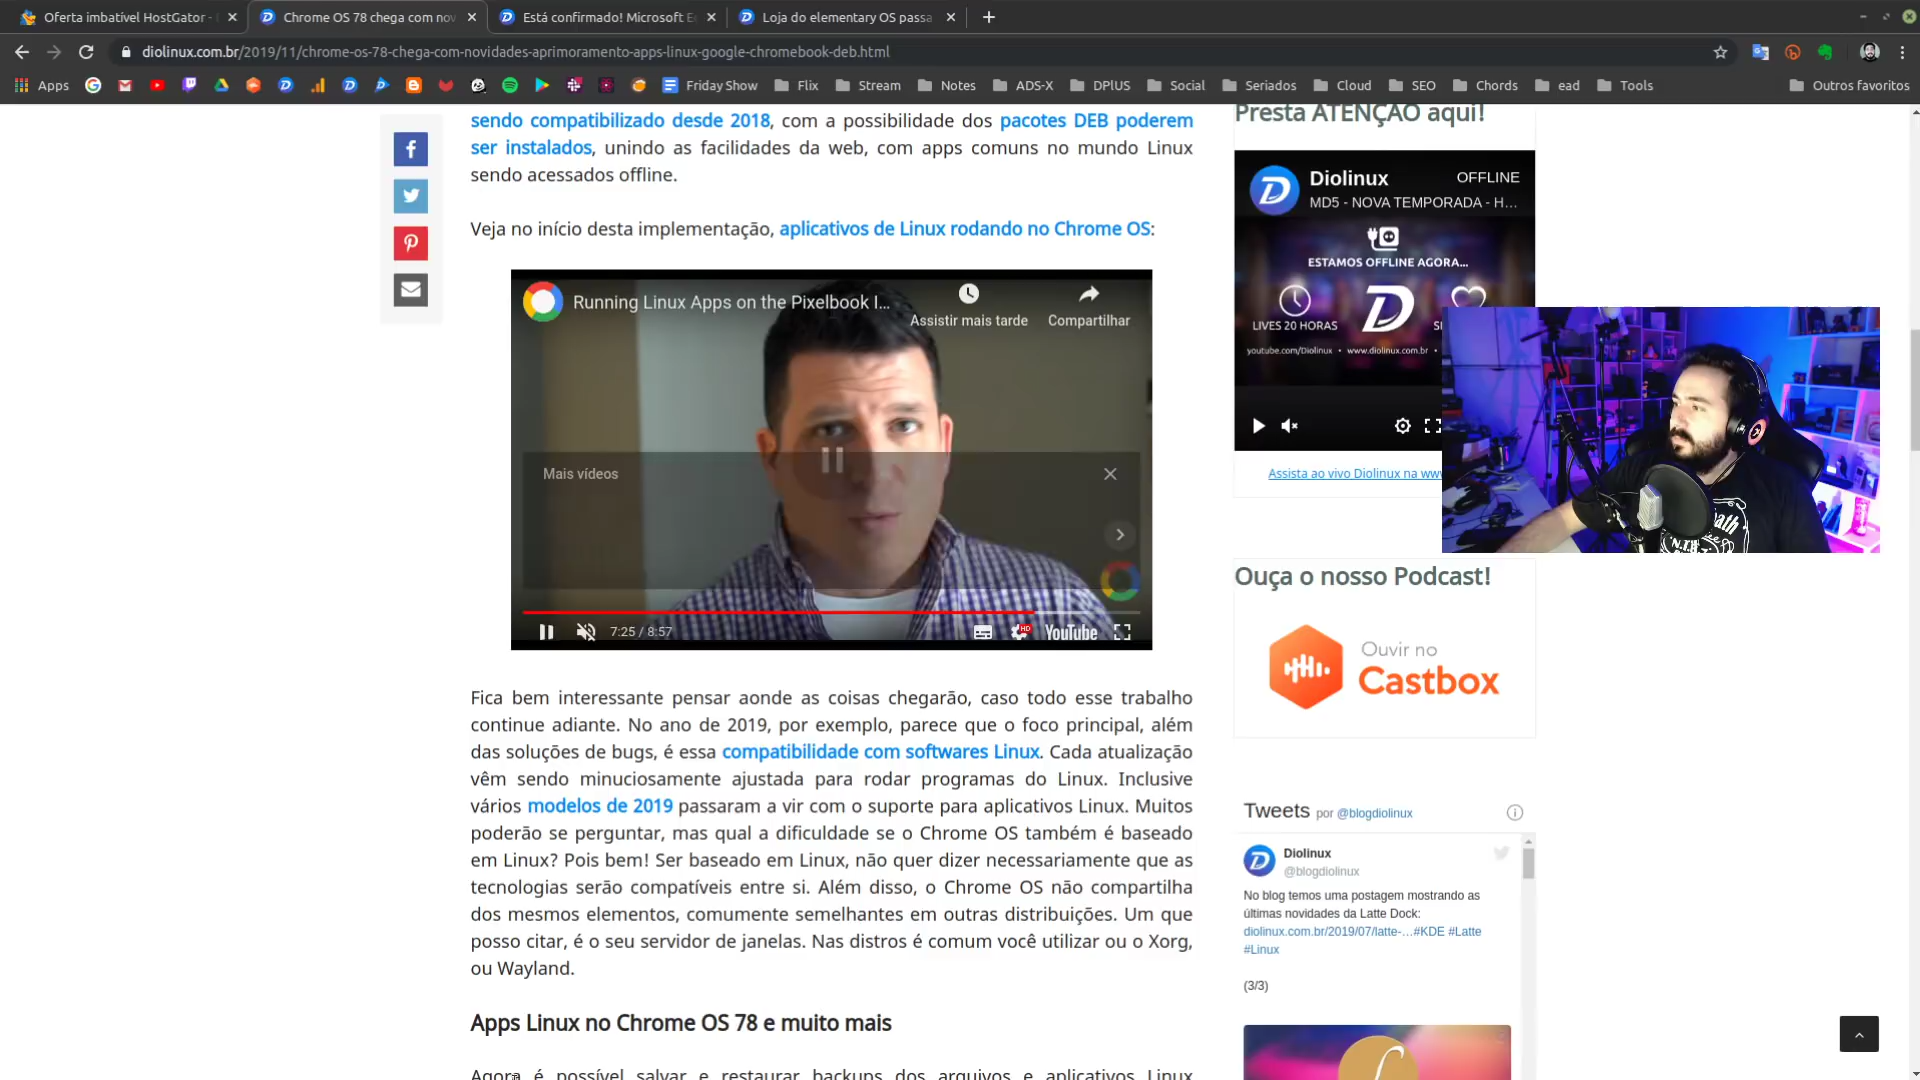 Oferta imbatível HostGator -
Chrome OS 78 chega com nov
Está confirmado! Microsoft E
Loja do elementary OS passa
diolinux.com.br/2019/11/chrome-os-78-chega-com-novidades-aprimoramento-apps-linux-google-chromebook-deb.html
Apps
Friday Show
Flix
Stream
Notes
ADS-X
DPlUS
Social
Seriados
Cloud
SEO
Chords
ead
Tools
Outros favoritos
sendo compatibilizado desde 2018, com a possibilidade dos pacotes DEB poderem
ser instalados, unindo as facilidades da web, com apps comuns no mundo Linux
sendo acessados offline.
Veja no início desta implementação, aplicativos de Linux rodando no Chrome OS:
Running Linux Apps on the Pixelbook I...
Assistir mais tarde
Compartilhar
Mais vídeos
7:25 / 8:57
HD
YouTube
Fica bem interessante pensar aonde as coisas chegarão, caso todo esse trabalho
continue adiante. No ano de 2019, por exemplo, parece que o foco principal, além
das soluções de bugs, é essa compatibilidade com softwares Linux. Cada atualização
vêm sendo minuciosamente ajustada para rodar programas do Linux. Inclusive
vários modelos de 2019 passaram a vir com o suporte para aplicativos Linux. Muitos
poderão se perguntar, mas qual a dificuldade se o Chrome OS também é baseado
em Linux? Pois bem! Ser baseado em Linux, não quer dizer necessariamente que as
tecnologias serão compatíveis entre si. Além disso, o Chrome OS não compartilha
dos mesmos elementos, comumente semelhantes em outras distribuições. Um que
posso citar, é o seu servidor de janelas. Nas distros é comum você utilizar ou o Xorg,
ou Wayland.
Apps Linux no Chrome OS 78 e muito mais
Agora é possível salvar e restaurar backups dos arquivos e aplicativos Linux
Presta ATENÇÃO aqui!
Diolinux
OFFLINE
MD5 - NOVA TEMPORADA - H...
ESTAMOS OFFLINE AGORA...
LIVES 20 HORAS
youtube.com/Diolinux • www.diolinux.com.br •
Assista ao vivo Diolinux na www
Ouça o nosso Podcast!
Ouvir no
Castbox
Tweets por @blogdiolinux
Diolinux
@blogdiolinux
No blog temos uma postagem mostrando as
últimas novidades da Latte Dock:
diolinux.com.br/2019/07/latte-...#KDE #Latte
#Linux
(3/3)